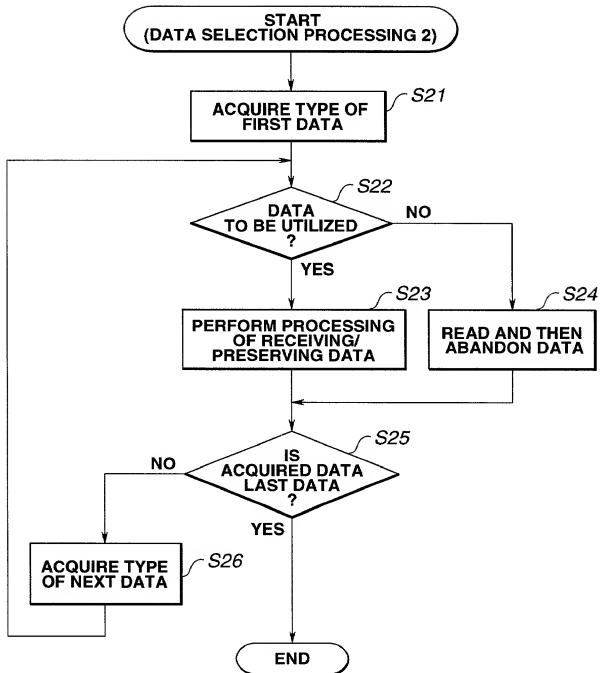 START
(DATA SELECTION PROCESSING 2)
S21
ACQUIRE TYPE OF
FIRST DATA
S22
DATA
TO BE UTILIZED
?
NO
YES
S23
PERFORM PROCESSING
OF RECEIVING/
PRESERVING DATA
S24
READ AND THEN
ABANDON DATA
S25
IS
ACQUIRED DATA
LAST DATA
?
NO
YES
S26
ACQUIRE TYPE
OF NEXT DATA
END